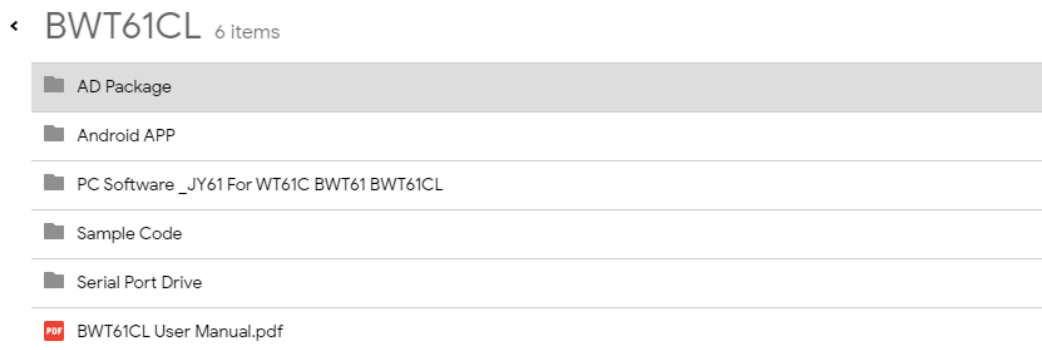 BWT61CL 6 items
AD Package
Android APP
PC Software _JY61 For WT61C BWT61 BWT61CL
Sample Code
Serial Port Drive
PDF BWT61CL User Manual.pdf